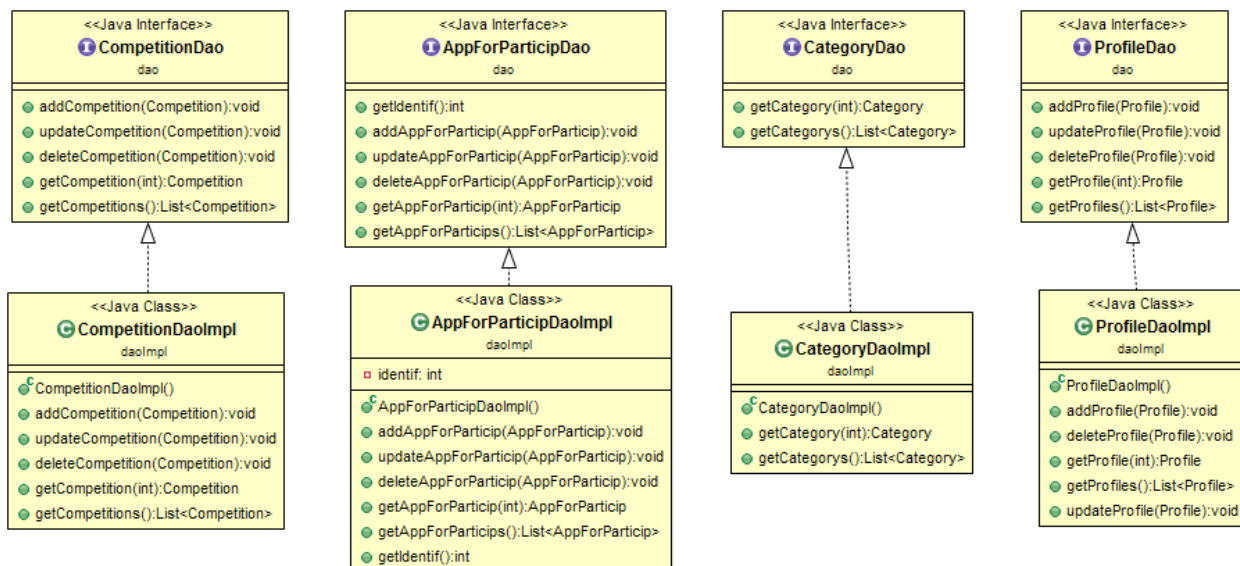 <<Java Interface>>
CompetitionDao
dao
addCompetition(Competition):void
updateCompetition(Competition):void
deleteCompetition(Competition):void
getCompetition(int):Competition
getCompetitions():List<Competition>
<<Java Interface>>
AppForParticipDao
dao
getIdentif():int
addAppForParticip(AppForParticip):void
updateAppForParticip(AppForParticip):void
deleteAppForParticip(AppForParticip):void
getAppForParticip(int):AppForParticip
getAppForParticips():List<AppForParticip>
<<Java Interface>>
CategoryDao
dao
getCategory(int):Category
getCategorys():List<Category>
<<Java Interface>>
ProfileDao
dao
addProfile(Profile):void
updateProfile(Profile):void
deleteProfile(Profile):void
getProfile(int):Profile
getProfiles():List<Profile>
<<Java Class>>
CompetitionDaoImpl
daoImpl
CompetitionDaoImpl()
addCompetition(Competition):void
updateCompetition(Competition):void
deleteCompetition(Competition):void
getCompetition(int):Competition
getCompetitions():List<Competition>
<<Java Class>>
AppForParticipDaoImpl
daoImpl
identif: int
AppForParticipDaoImpl()
addAppForParticip(AppForParticip):void
updateAppForParticip(AppForParticip):void
deleteAppForParticip(AppForParticip):void
getAppForParticip(int):AppForParticip
getAppForParticips():List<AppForParticip>
getIdentif():int
<<Java Class>>
CategoryDaoImpl
daoImpl
CategoryDaoImpl()
getCategory(int):Category
getCategorys():List<Category>
<<Java Class>>
ProfileDaoImpl
daoImpl
ProfileDaoImpl()
addProfile(Profile):void
deleteProfile(Profile):void
getProfile(int):Profile
getProfiles():List<Profile>
updateProfile(Profile):void